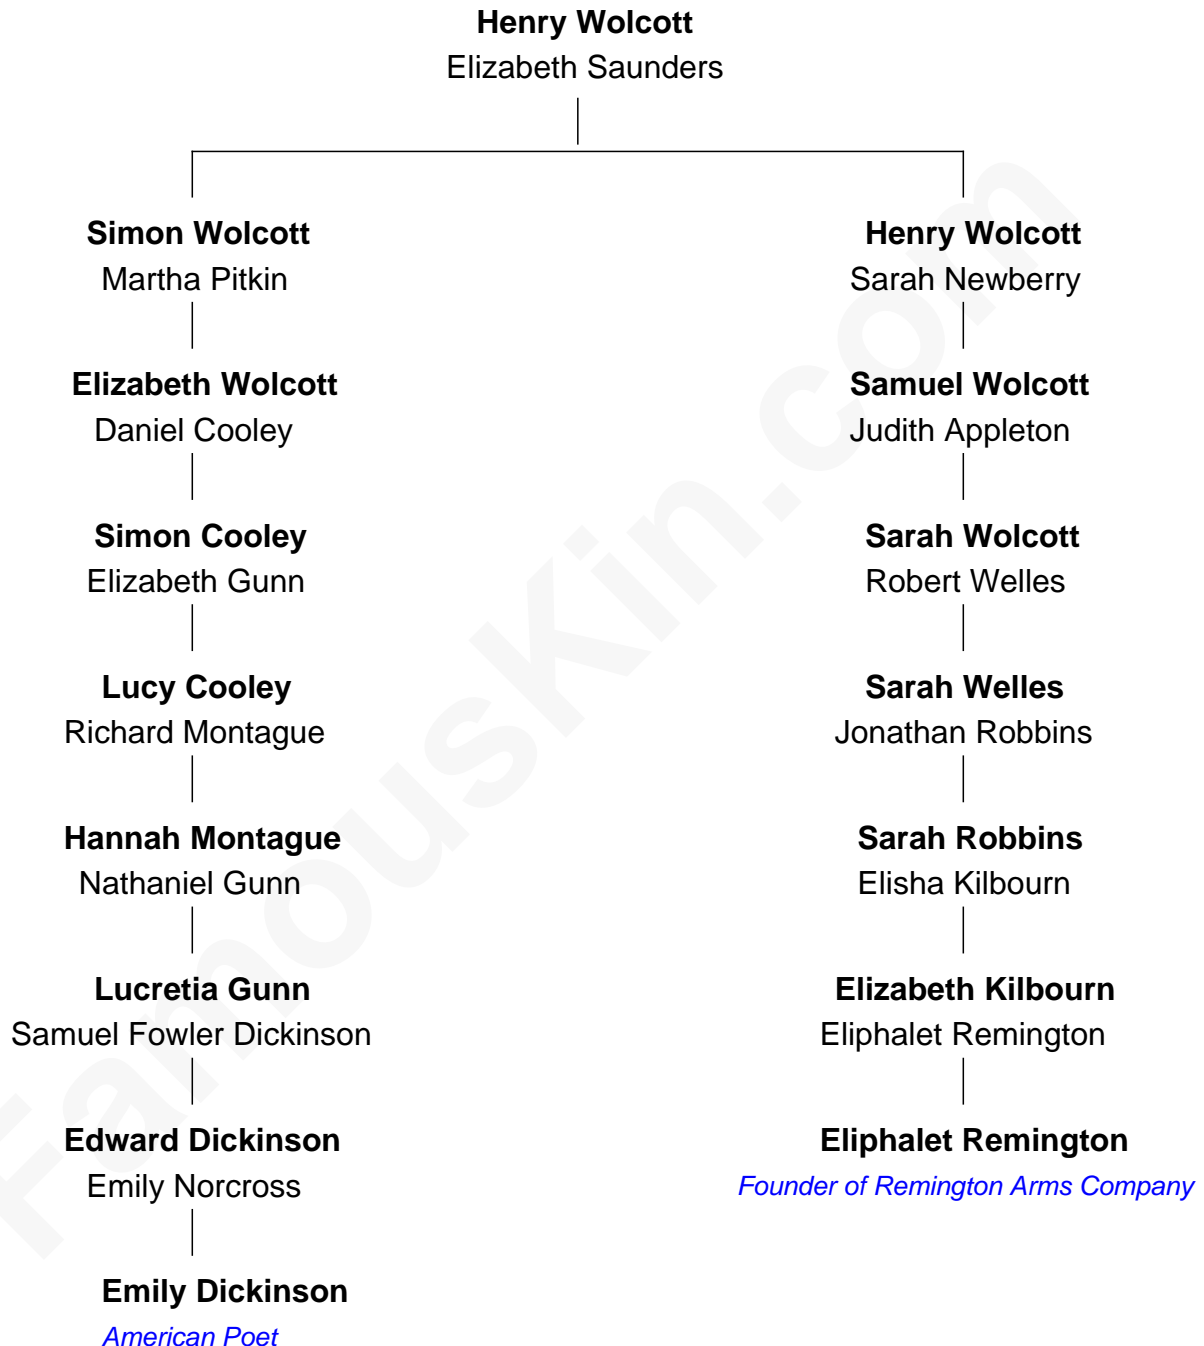 Henry Wolcott
Elizabeth Saunders
Simon Wolcott
Martha Pitkin
Elizabeth Wolcott
Daniel Cooley
Simon Cooley
Elizabeth Gunn
Lucy Cooley
Richard Montague
Hannah Montague
Nathaniel Gunn
Lucretia Gunn
Samuel Fowler Dickinson
Edward Dickinson
Emily Norcross
Emily Dickinson
American Poet
Henry Wolcott
Sarah Newberry
Samuel Wolcott
Judith Appleton
Sarah Wolcott
Robert Welles
Sarah Welles
Jonathan Robbins
Sarah Robbins
Elisha Kilbourn
Elizabeth Kilbourn
Eliphalet Remington
Eliphalet Remington
Founder of Remington Arms Company
FamousKin.com